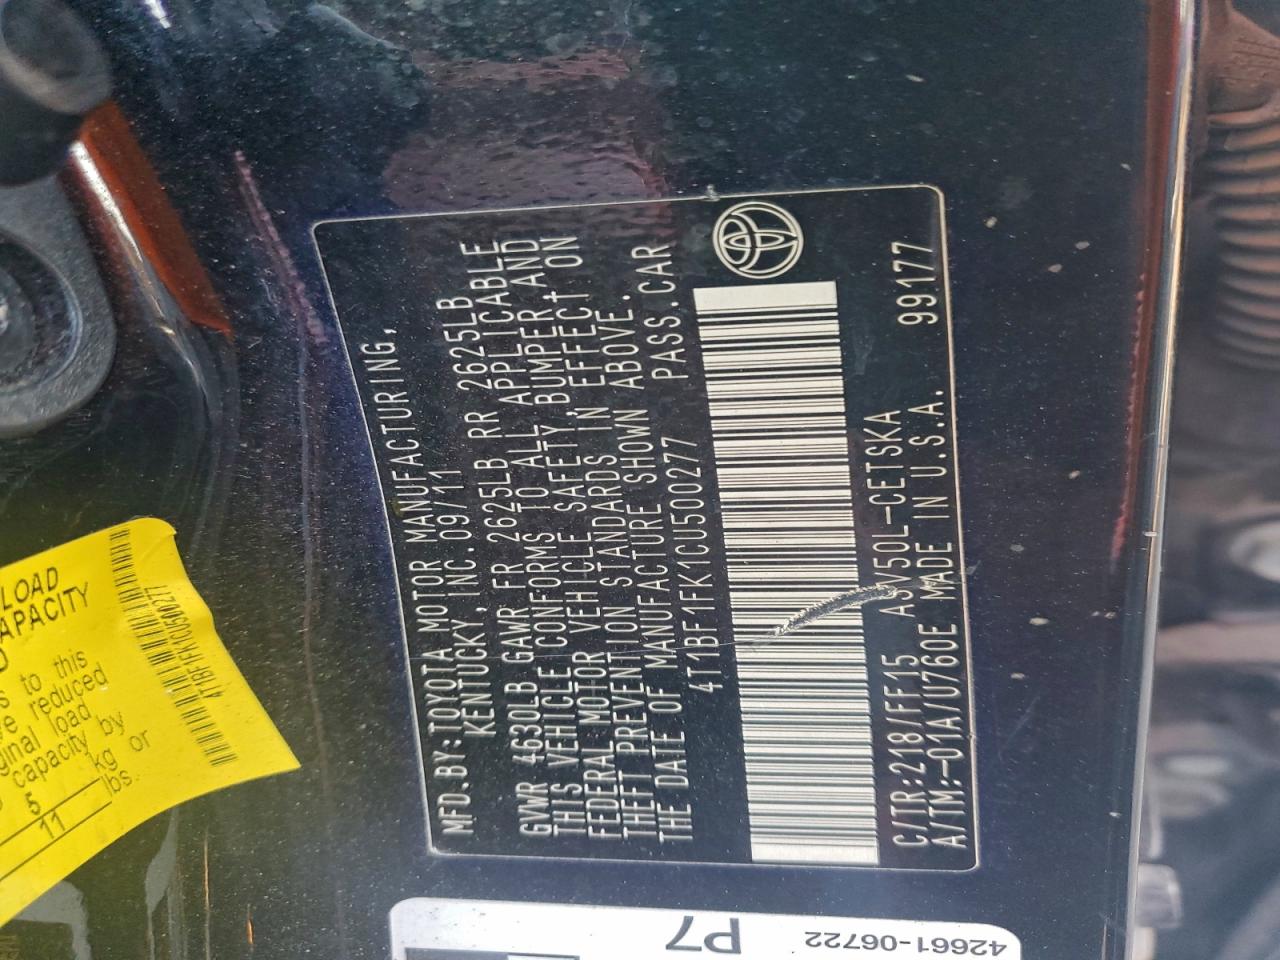 MFD.BY:TOYOTA MOTOR MANUFACTURING,
KENTUCKY, INC.09/11
GVWR 4630LB GAWR FR 2625LB RR 2625LB
THIS VEHICLE CONFORMS TO ALL APPLICABLE
FEDERAL MOTOR VEHICLE SAFETY, BUMPER, AND
THEFT PREVENTION STANDARDS IN EFFECT ON
THE DATE OF MANUFACTURE SHOWN ABOVE.
4T1BF1FK1CU500277 PASS.CAR
C/TR:218/FF15 ASV50L-CETSKA
A/TM:-01A/U760E MADE IN U.S.A. 99177
LOAD
APACITY
s to this
reduced
ginal load
capacity by
5 kg or
11 lbs.
4T1BF1FK1CU500277
P7
42661-06722